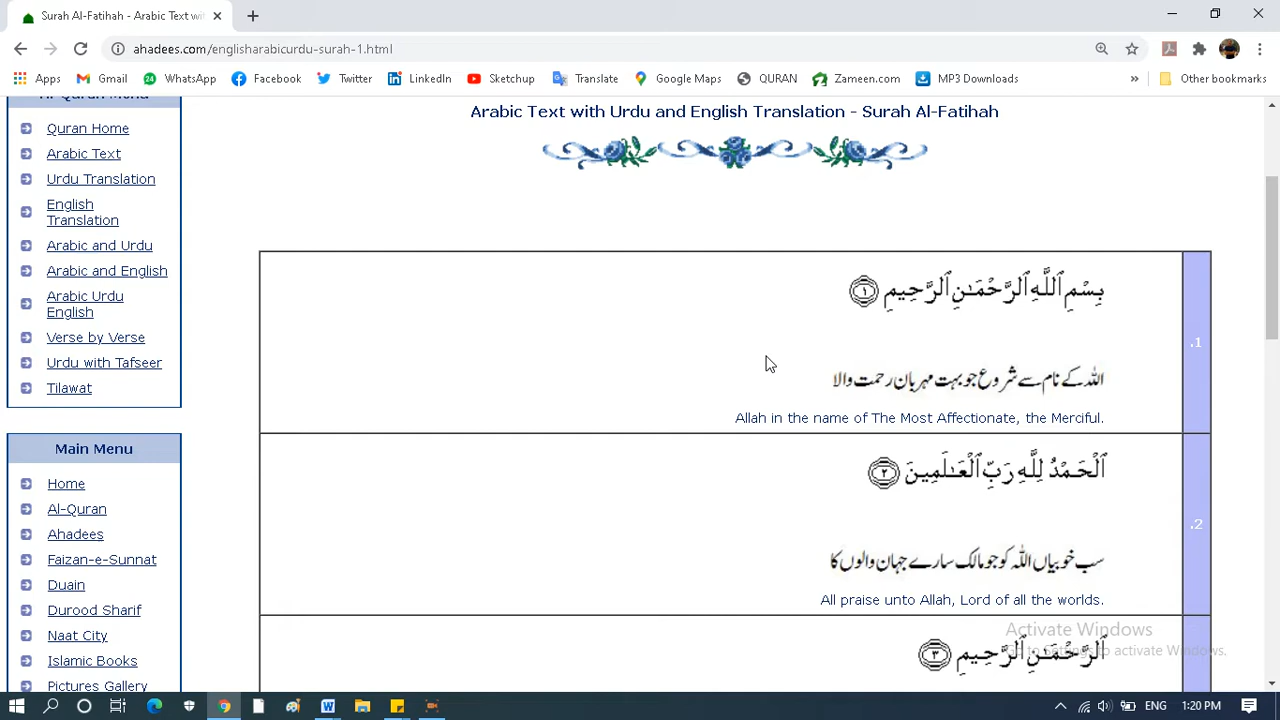 Surah Al-Fatihah - Arabic Text wit
ahadees.com/englisharabicurdu-surah-1.html
Apps Gmail WhatsApp Facebook Twitter LinkedIn Sketchup Translate Google Maps QURAN Zameen.com MP3 Downloads » Other bookmarks
Quran Home
Arabic Text
Urdu Translation
English
Translation
Arabic and Urdu
Arabic and English
Arabic Urdu
English
Verse by Verse
Urdu with Tafseer
Tilawat
Main Menu
Home
Al-Quran
Ahadees
Faizan-e-Sunnat
Duain
Durood Sharif
Naat City
Islamic Books
Pictures Gallery
Arabic Text with Urdu and English Translation - Surah Al-Fatihah
.1
بِسْمِ ٱللَّهِ ٱلرَّحْمَـٰنِ ٱلرَّحِيمِ ١
اللہ کے نام سے شروع جو بہت مہربان رحمت والا
Allah in the name of The Most Affectionate, the Merciful.
.2
ٱلْحَمْدُ لِلَّهِ رَبِّ ٱلْعَـٰلَمِينَ ٢
سب خوبیاں اللہ کو جو مالک سارے جہان والوں کا
All praise unto Allah, Lord of all the worlds.
ٱلرَّحْمَـٰنِ ٱلرَّحِيمِ ٣
Activate Windows
Go to Settings to activate Windows.
ENG 1:20 PM